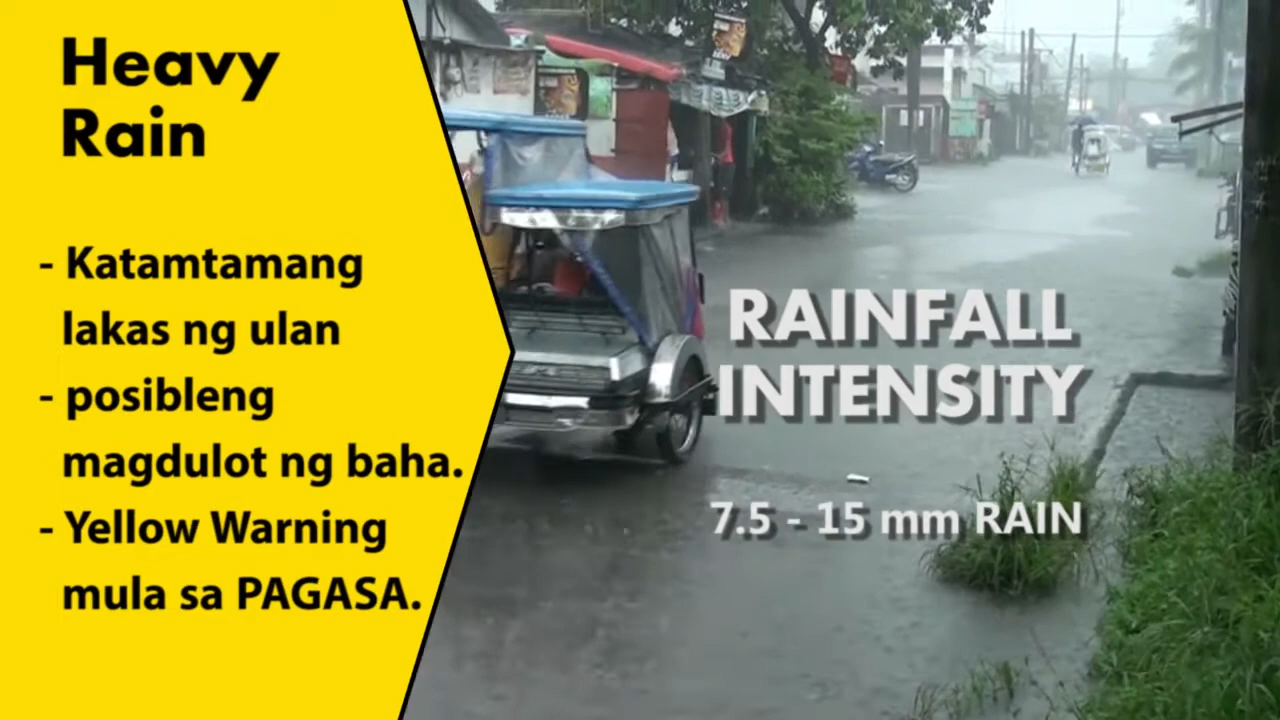 Heavy
Rain
- Katamtamang
lakas ng ulan
- posibleng
magdulot ng baha.
- Yellow Warning
mula sa PAGASA.
RAINFALL
INTENSITY
7.5 - 15 mm RAIN